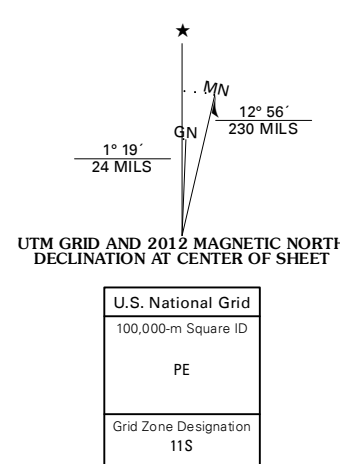 ★
MN
GN
12° 56´
230 MILS
1° 19´
24 MILS
UTM GRID AND 2012 MAGNETIC NORTH
DECLINATION AT CENTER OF SHEET
U.S. National Grid
100,000-m Square ID
PE
Grid Zone Designation
11S